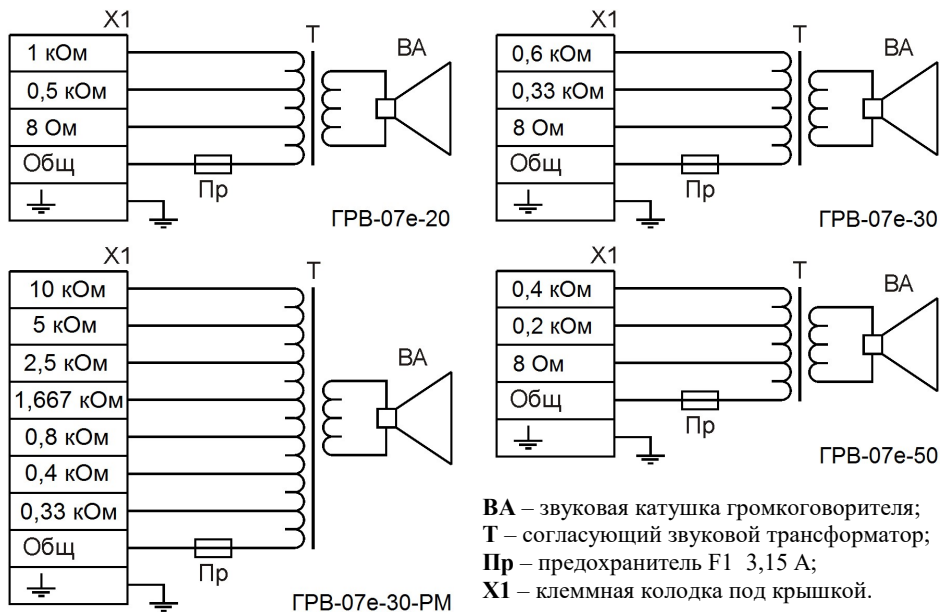 X1
T
BA
1 кОм
0,5 кОм
8 Ом
Общ
Пр
ГРВ-07е-20
X1
T
BA
0,6 кОм
0,33 кОм
8 Ом
Общ
Пр
ГРВ-07е-30
X1
T
BA
10 кОм
5 кОм
2,5 кОм
1,667 кОм
0,8 кОм
0,4 кОм
0,33 кОм
Общ
Пр
ГРВ-07е-30-РМ
X1
T
BA
0,4 кОм
0,2 кОм
8 Ом
Общ
Пр
ГРВ-07е-50
ВА – звуковая катушка громкоговорителя;
Т – согласующий звуковой трансформатор;
Пр – предохранитель F1 3,15 А;
Х1 – клеммная колодка под крышкой.